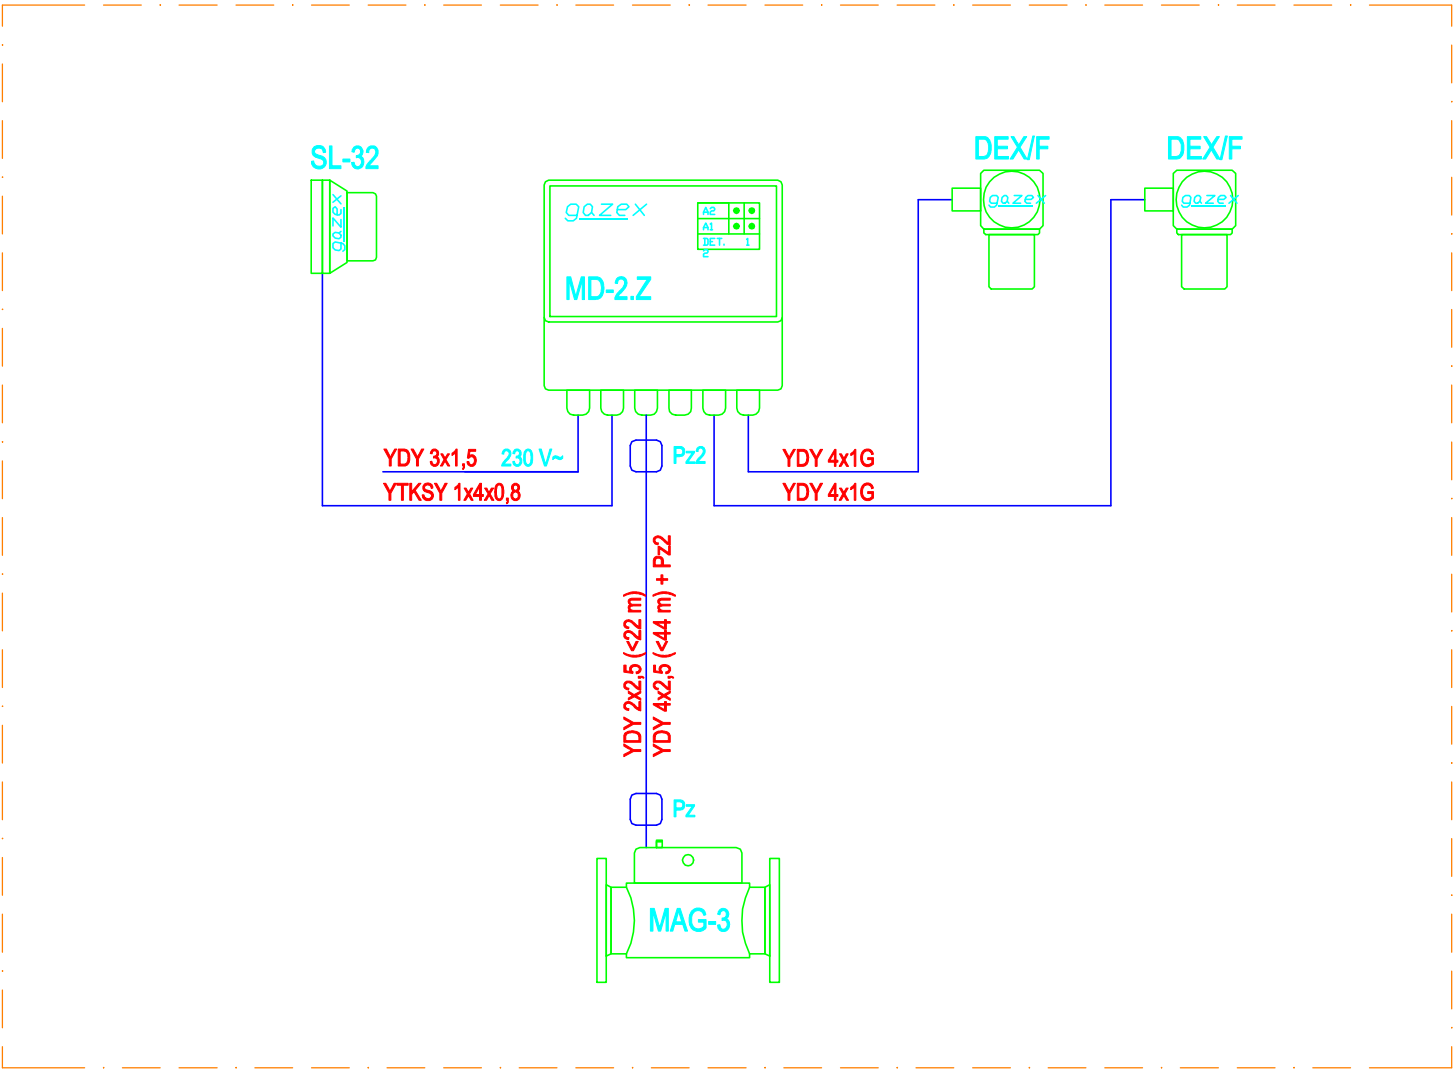 SL-32
DEX/F
DEX/F
gazex
gazex
A2
A1
DET. 1
2
gazex
gazex
MD-2.Z
YDY 3x1,5 230 V~
YTKSY 1x4x0,8
Pz2
YDY 4x1G
YDY 4x1G
YDY 2x2,5 (<22 m)
YDY 4x2,5 (<44 m) + Pz2
Pz
MAG-3